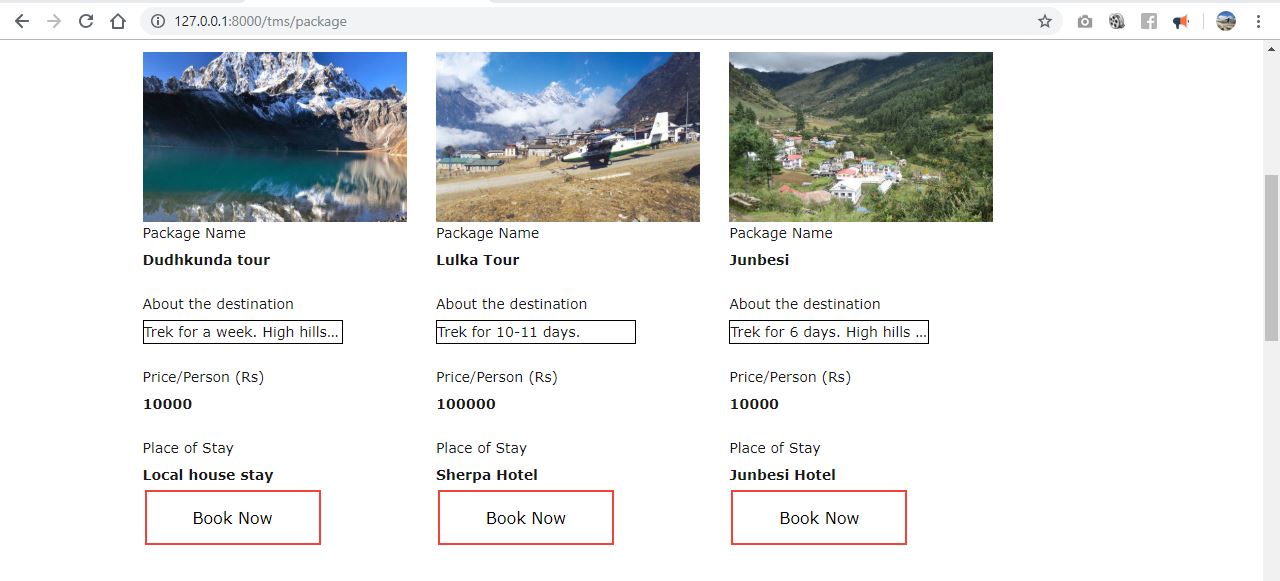 127.0.0.1:8000/tms/package
Package Name
Dudhkunda tour
About the destination
Trek for a week. High hills...
Price/Person (Rs)
10000
Place of Stay
Local house stay
Book Now
Package Name
Lulka Tour
About the destination
Trek for 10-11 days.
Price/Person (Rs)
100000
Place of Stay
Sherpa Hotel
Book Now
Package Name
Junbesi
About the destination
Trek for 6 days. High hills ...
Price/Person (Rs)
10000
Place of Stay
Junbesi Hotel
Book Now